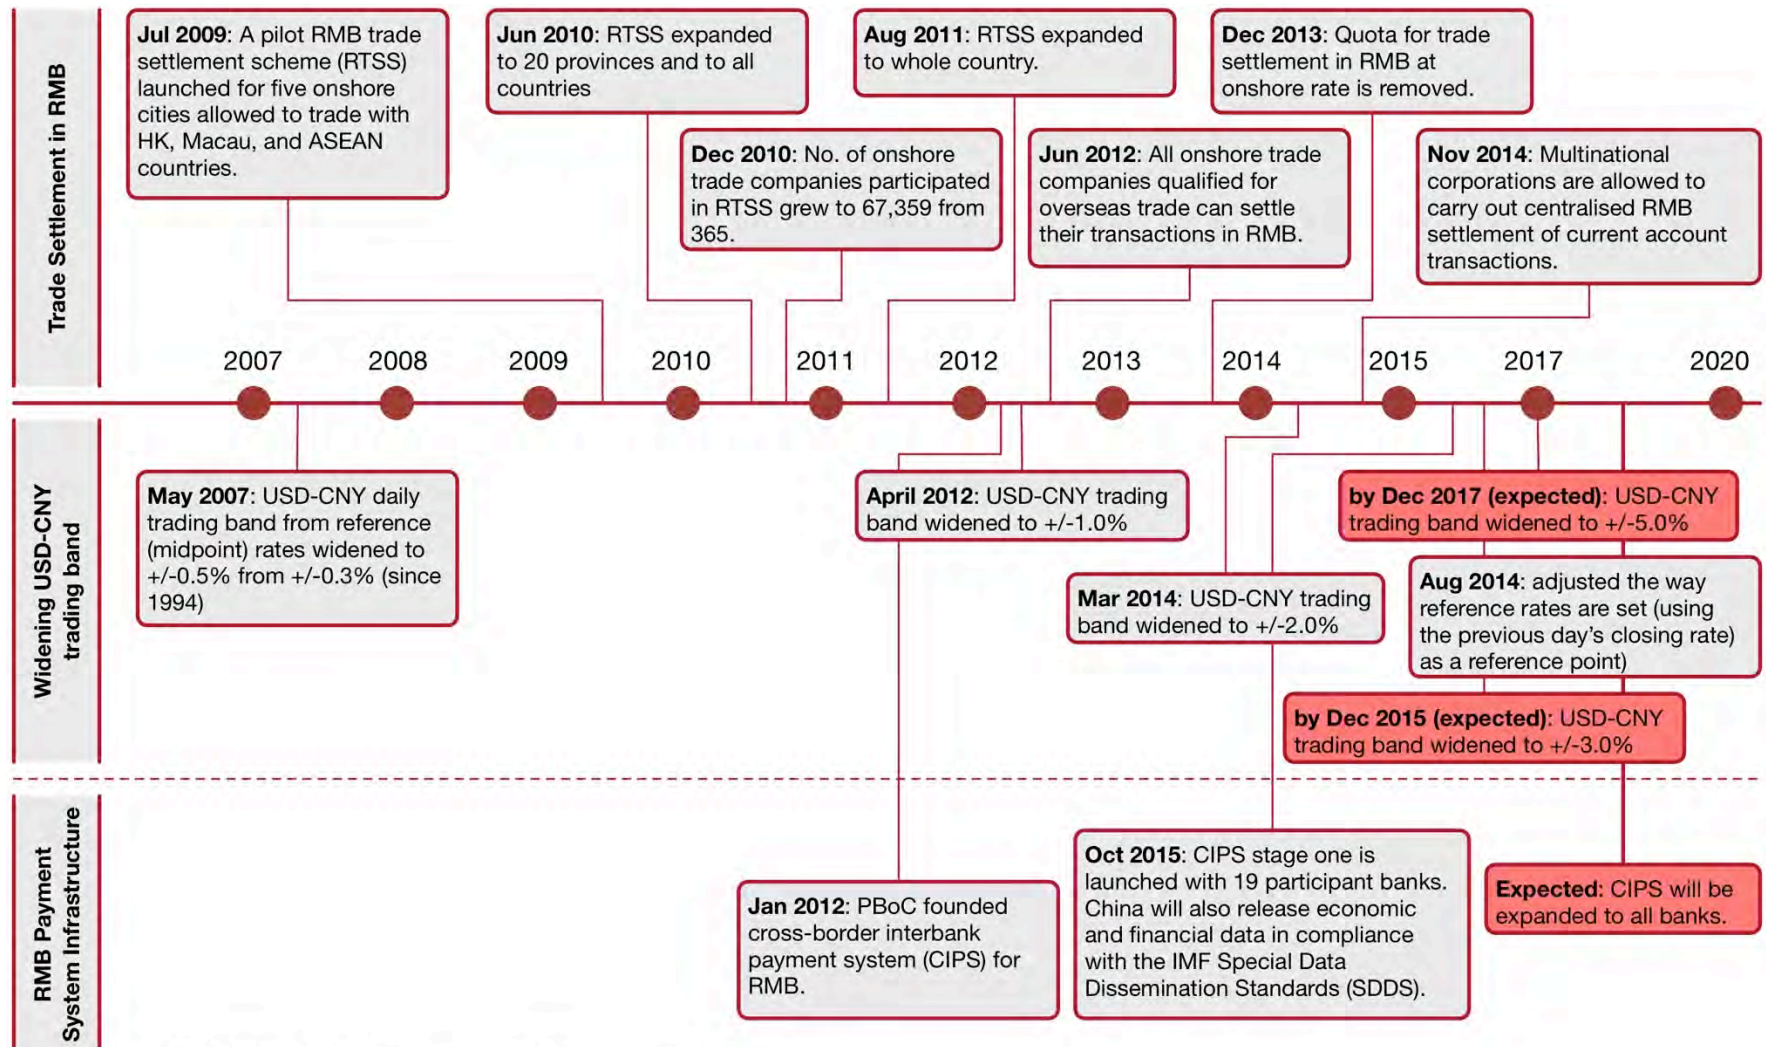 Trade Settlement in RMB
Jul 2009: A pilot RMB trade
settlement scheme (RTSS)
launched for five onshore
cities allowed to trade with
HK, Macau, and ASEAN
countries.
Jun 2010: RTSS expanded
to 20 provinces and to all
countries
Dec 2010: No. of onshore
trade companies participated
in RTSS grew to 67,359 from
365.
Aug 2011: RTSS expanded
to whole country.
Jun 2012: All onshore trade
companies qualified for
overseas trade can settle
their transactions in RMB.
Dec 2013: Quota for trade
settlement in RMB at
onshore rate is removed.
Nov 2014: Multinational
corporations are allowed to
carry out centralised RMB
settlement of current account
transactions.
2007 2008 2009 2010 2011 2012 2013 2014 2015 2017 2020
Widening USD-CNY
trading band
May 2007: USD-CNY daily
trading band from reference
(midpoint) rates widened to
+/-0.5% from +/-0.3% (since
1994)
April 2012: USD-CNY trading
band widened to +/-1.0%
Mar 2014: USD-CNY trading
band widened to +/-2.0%
by Dec 2017 (expected): USD-CNY
trading band widened to +/-5.0%
Aug 2014: adjusted the way
reference rates are set (using
the previous day's closing rate)
as a reference point)
by Dec 2015 (expected): USD-CNY
trading band widened to +/-3.0%
RMB Payment
System Infrastructure
Jan 2012: PBoC founded
cross-border interbank
payment system (CIPS) for
RMB.
Oct 2015: CIPS stage one is
launched with 19 participant banks.
China will also release economic
and financial data in compliance
with the IMF Special Data
Dissemination Standards (SDDS).
Expected: CIPS will be
expanded to all banks.